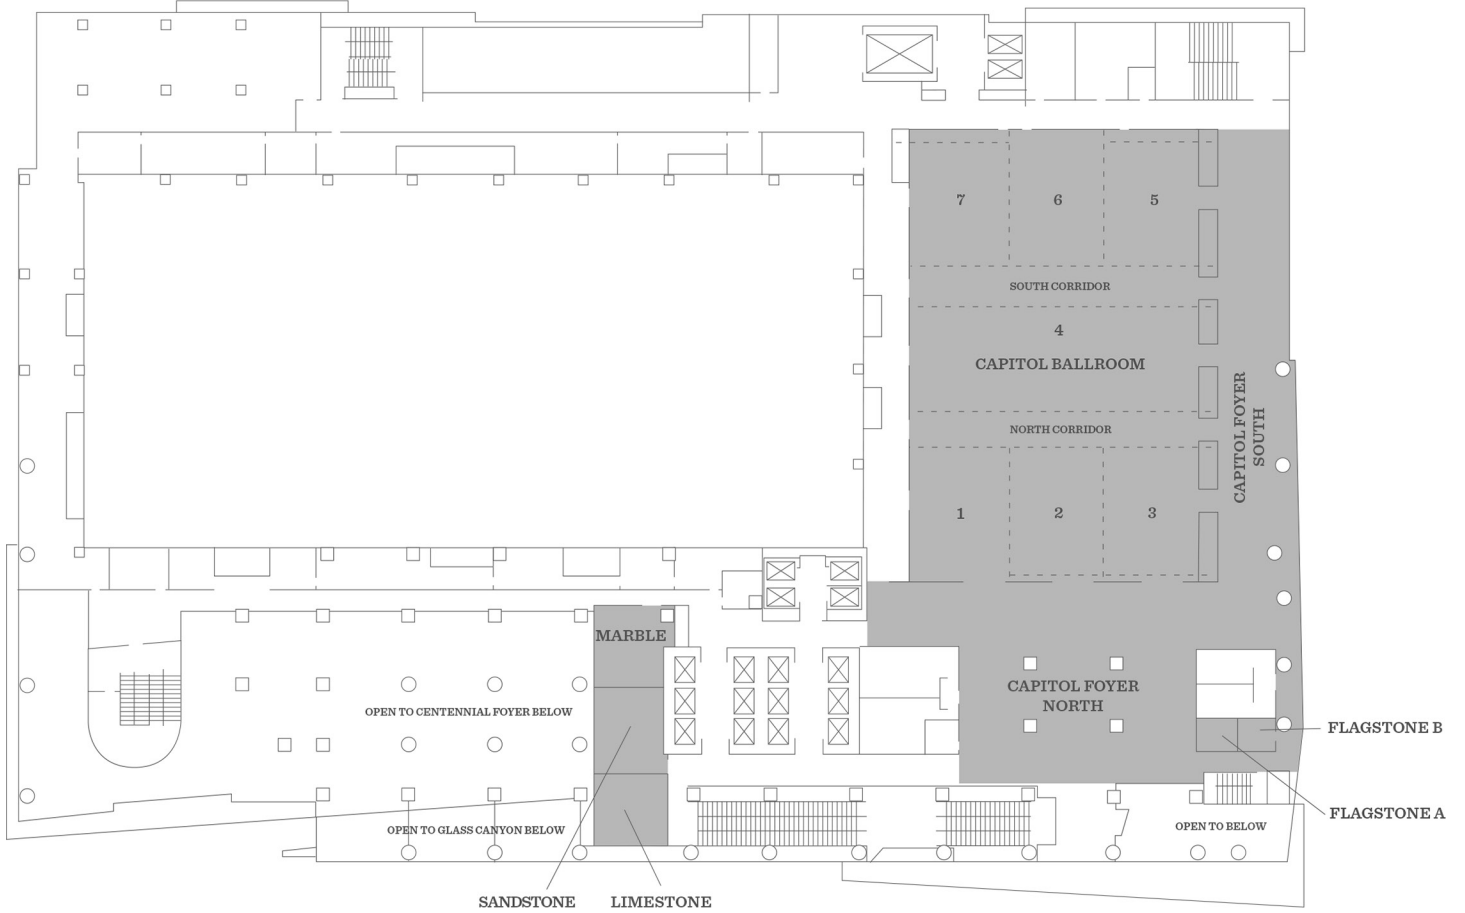 7
6
5
SOUTH CORRIDOR
4
CAPITOL BALLROOM
CAPITOL FOYER
SOUTH
NORTH CORRIDOR
1
2
3
MARBLE
CAPITOL FOYER
NORTH
OPEN TO CENTENNIAL FOYER BELOW
FLAGSTONE B
FLAGSTONE A
OPEN TO GLASS CANYON BELOW
OPEN TO BELOW
SANDSTONE
LIMESTONE